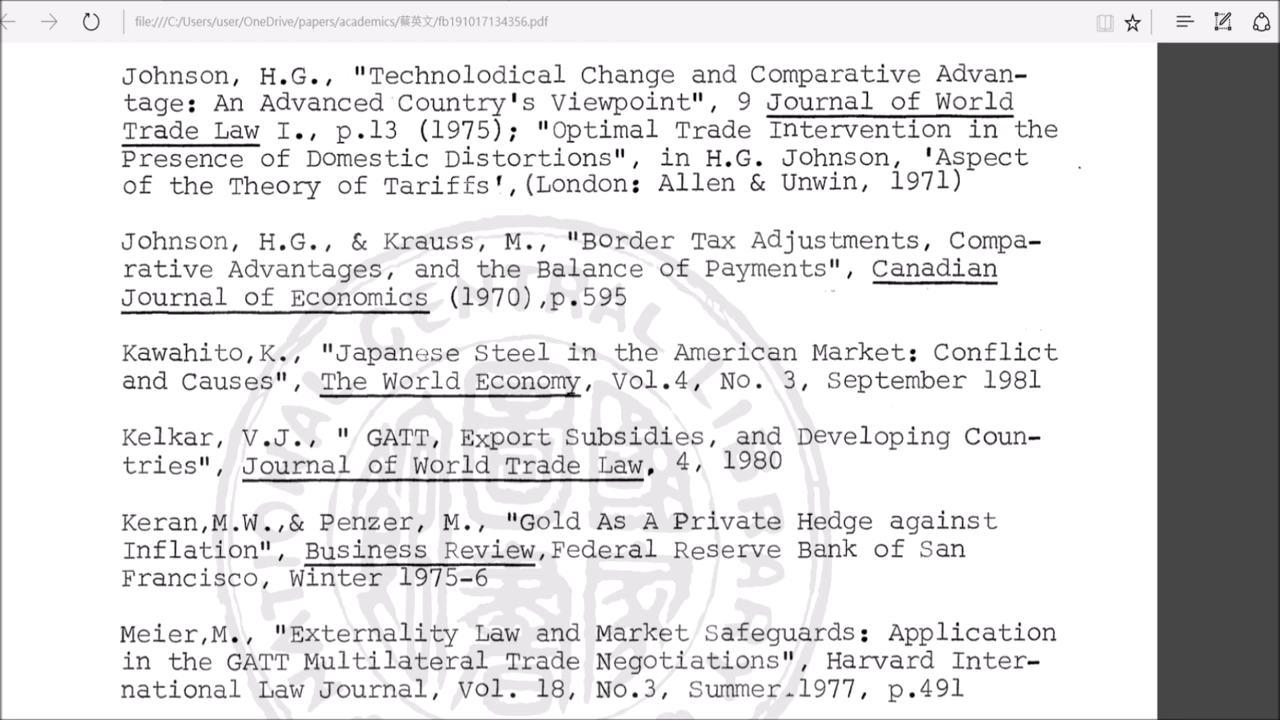 file:///C:/Users/user/OneDrive/papers/academics/蔡英文/fb191017134356.pdf
Johnson, H.G., "Technolodical Change and Comparative Advan-
tage: An Advanced Country's Viewpoint", 9 Journal of World
Trade Law I., p.13 (1975); "Optimal Trade Intervention in the
Presence of Domestic Distortions", in H.G. Johnson, 'Aspect
of the Theory of Tariffs',(London: Allen & Unwin, 1971)
Johnson, H.G., & Krauss, M., "Border Tax Adjustments, Compa-
rative Advantages, and the Balance of Payments", Canadian
Journal of Economics (1970),p.595
Kawahito,K., "Japanese Steel in the American Market: Conflict
and Causes", The World Economy, Vol.4, No. 3, September 1981
Kelkar, V.J., " GATT, Export Subsidies, and Developing Coun-
tries", Journal of World Trade Law, 4, 1980
Keran,M.W.,& Penzer, M., "Gold As A Private Hedge against
Inflation", Business Review,Federal Reserve Bank of San
Francisco, Winter 1975-6
Meier,M., "Externality Law and Market Safeguards: Application
in the GATT Multilateral Trade Negotiations", Harvard Inter-
national Law Journal, Vol. 18, No.3, Summer.1977, p.491